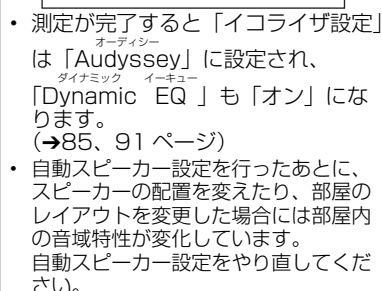 • 測定が完了すると「イコライザ設定」
オーディシー
は「Audyssey」に設定され、
ダイナミック イーキュー
「Dynamic EQ 」も「オン」にな
ります。
（➔85、91 ページ）
• 自動スピーカー設定を行ったあとに、
スピーカーの配置を変えたり、部屋の
レイアウトを変更した場合には部屋内
の音域特性が変化しています。
自動スピーカー設定をやり直してくだ
さい。